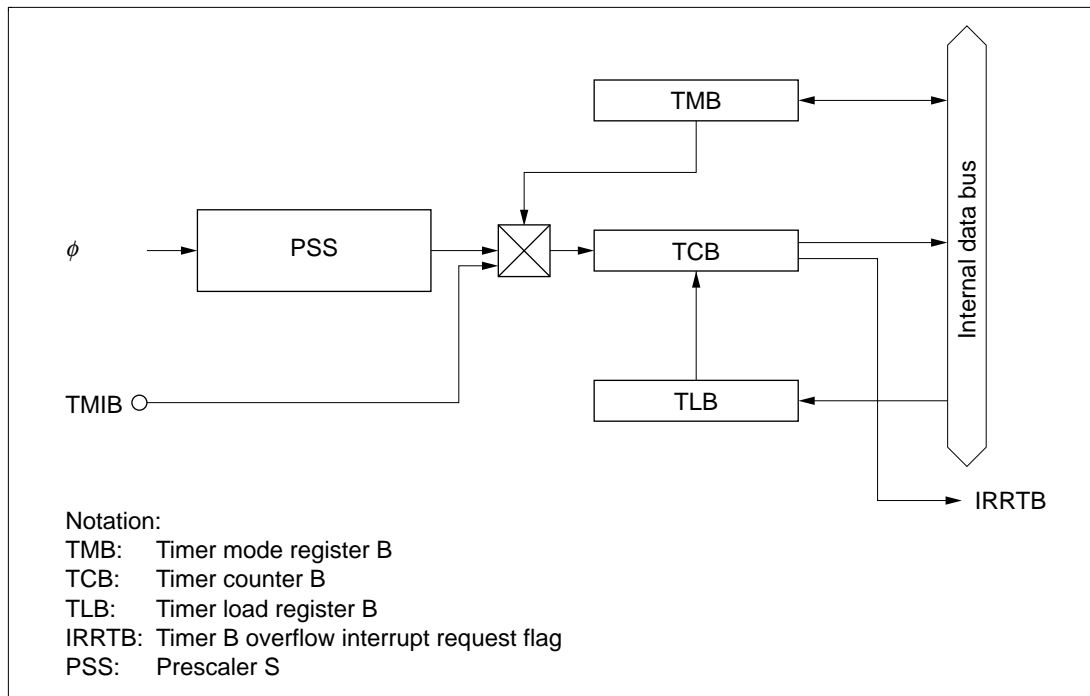 TMB
φ
PSS
TCB
Internal data bus
TMIB
TLB
IRRTB
Notation:
TMB: Timer mode register B
TCB: Timer counter B
TLB: Timer load register B
IRRTB: Timer B overflow interrupt request flag
PSS: Prescaler S